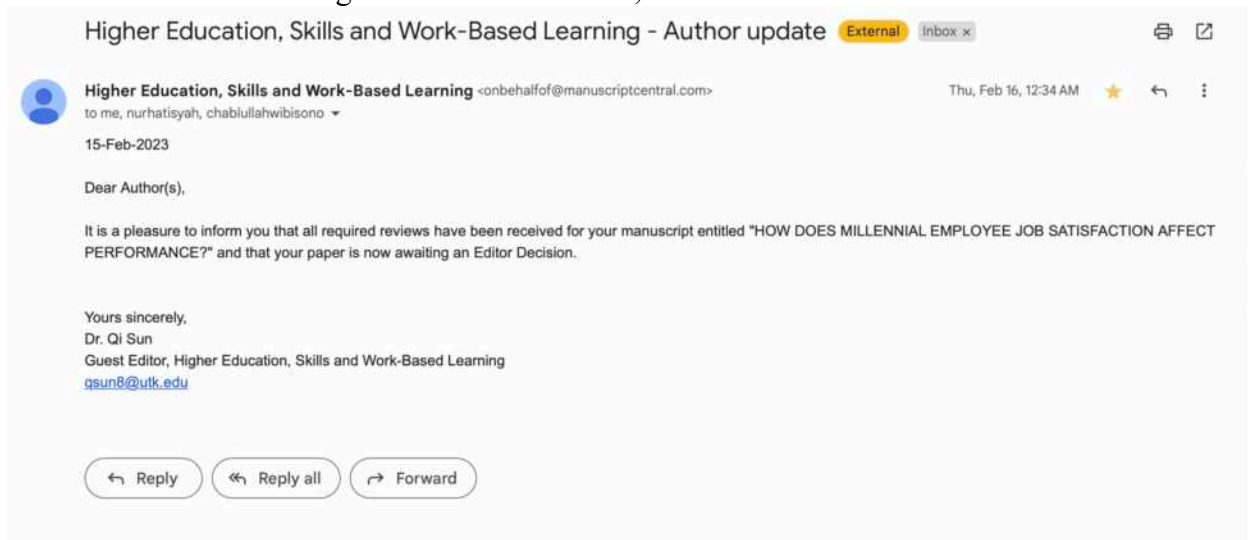 Higher Education, Skills and Work-Based Learning - Author update External Inbox x
Higher Education, Skills and Work-Based Learning <onbehalfof@manuscriptcentral.com> Thu, Feb 16, 12:34 AM
to me, nurhatisyah, chablullahwibisono
15-Feb-2023
Dear Author(s),
It is a pleasure to inform you that all required reviews have been received for your manuscript entitled "HOW DOES MILLENNIAL EMPLOYEE JOB SATISFACTION AFFECT
PERFORMANCE?" and that your paper is now awaiting an Editor Decision.
Yours sincerely,
Dr. Qi Sun
Guest Editor, Higher Education, Skills and Work-Based Learning
qsun8@utk.edu
Reply Reply all Forward